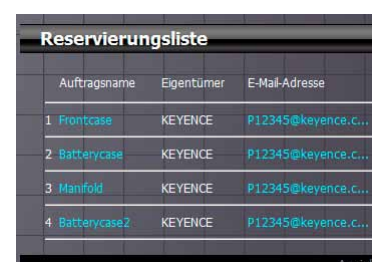 Reservierungsliste
Auftragsname Eigentümer E-Mail-Adresse
1 Frontcase KEYENCE P12345@keyence.c...
2 Batterycase KEYENCE P12345@keyence.c...
3 Manifold KEYENCE P12345@keyence.c...
4 Batterycase2 KEYENCE P12345@keyence.c...